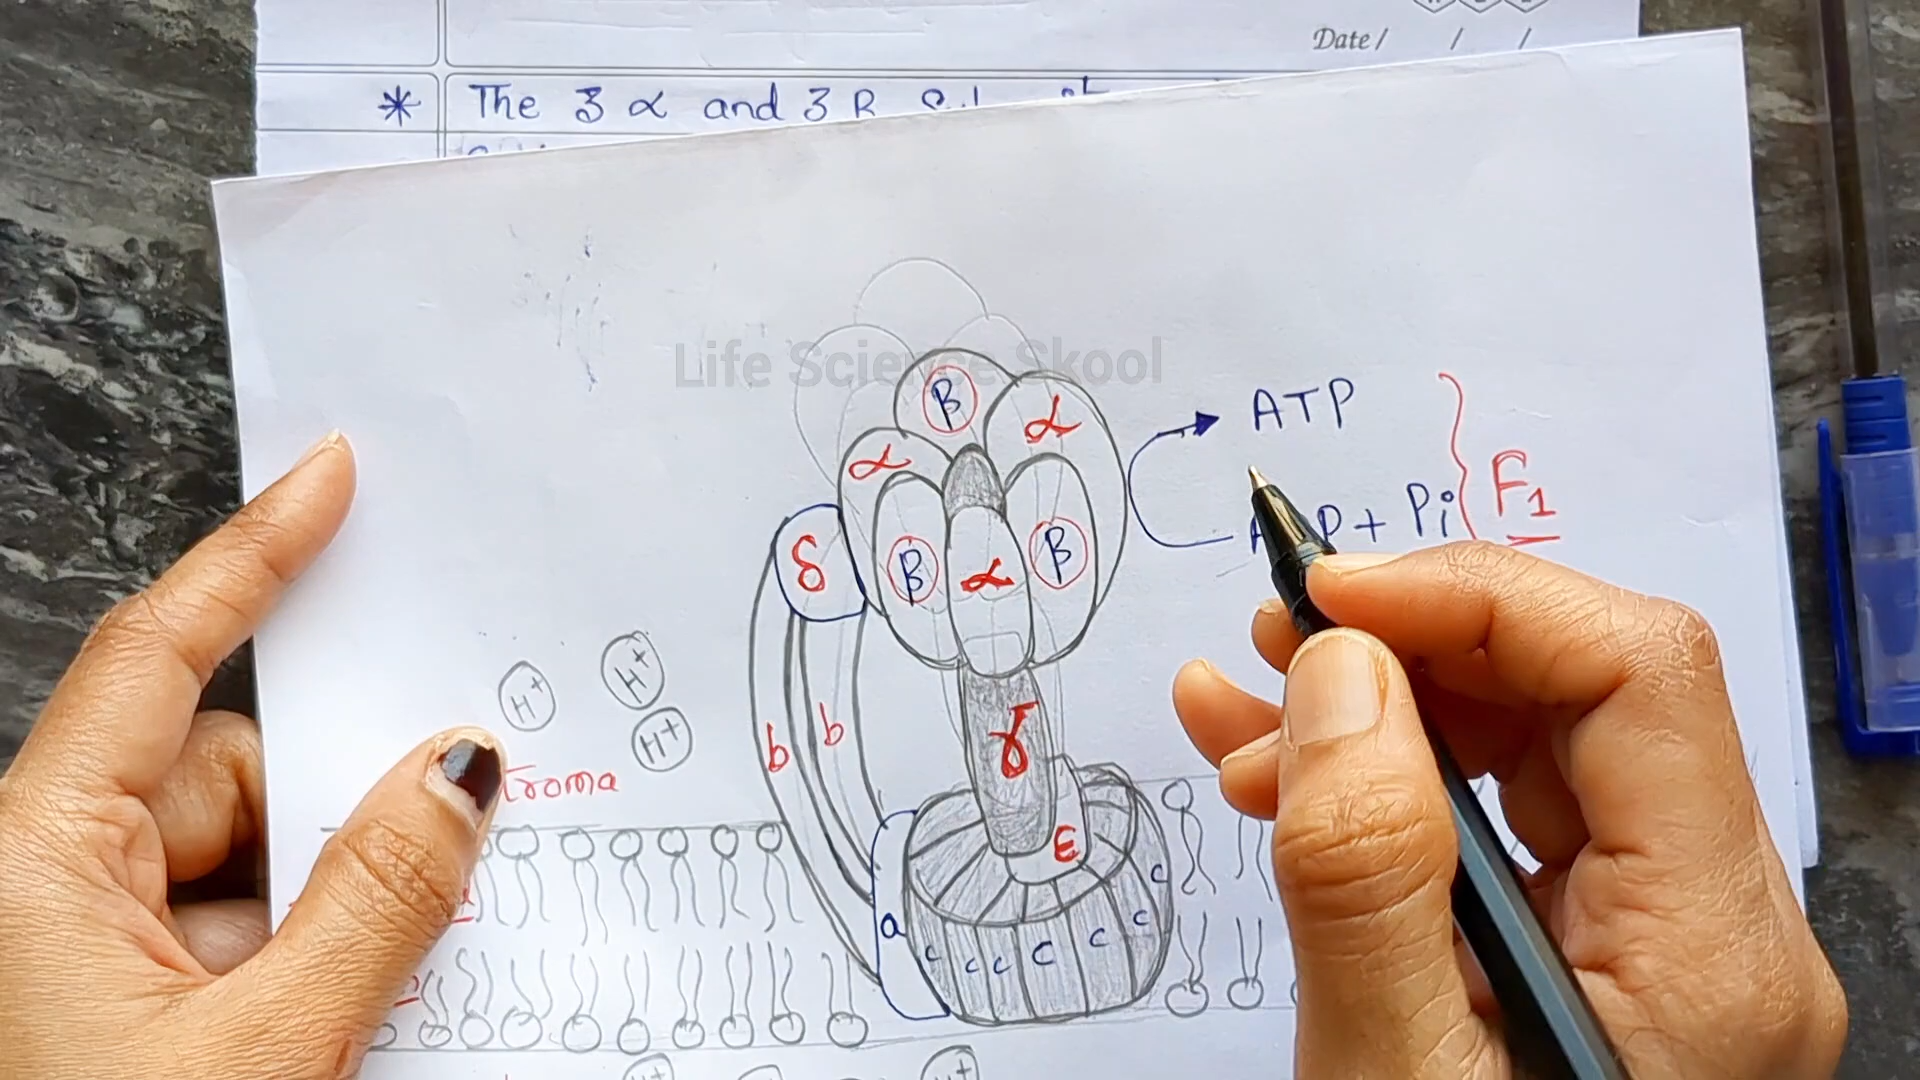 Date / / /
* The 3 α and 3 β
Life Science Skool
β
α
α
ATP
δ
β
α
β
P + Pi
F1
H+
H+
H+
b
b
γ
troma
ε
a
c
c
c
c
c
c
c
H+
H+